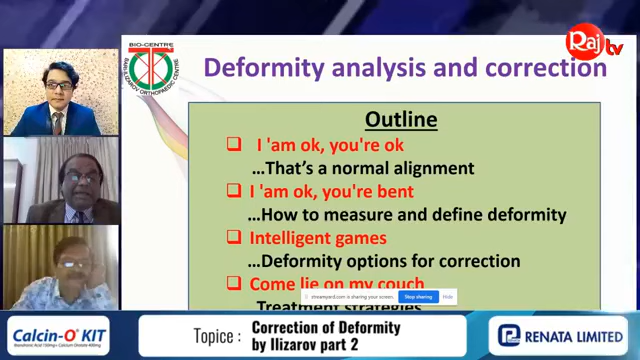 Raj
tv
BIO-CENTRE
Deformity analysis and correction
Outline
I 'am ok, you're ok
...That's a normal alignment
I 'am ok, you're bent
...How to measure and define deformity
Intelligent games
...Deformity options for correction
Come lie on my couch
Treatment strategies
streamyard.com is sharing your screen.
Stop sharing
Hide
Calcin-O KIT
Topice :
Correction of Deformity
by Ilizarov part 2
RENATA LIMITED